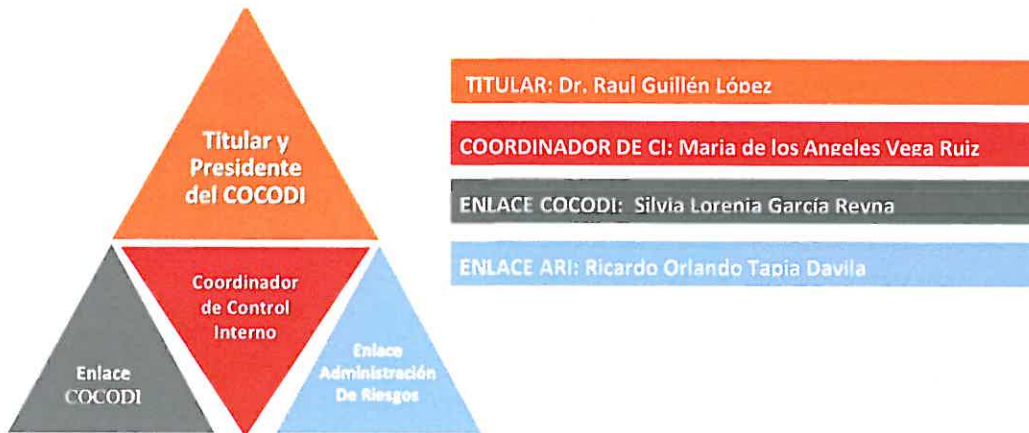 Titular y
Presidente
del COCODI
Coordinador
de Control
Interno
Enlace
COCODI
Enlace
Administración
De Riesgos
TITULAR: Dr. Raul Guillén López
COORDINADOR DE CI: Maria de los Angeles Vega Ruiz
ENLACE COCODI: Silvia Lorenia García Reyna
ENLACE ARI: Ricardo Orlando Tapia Davila